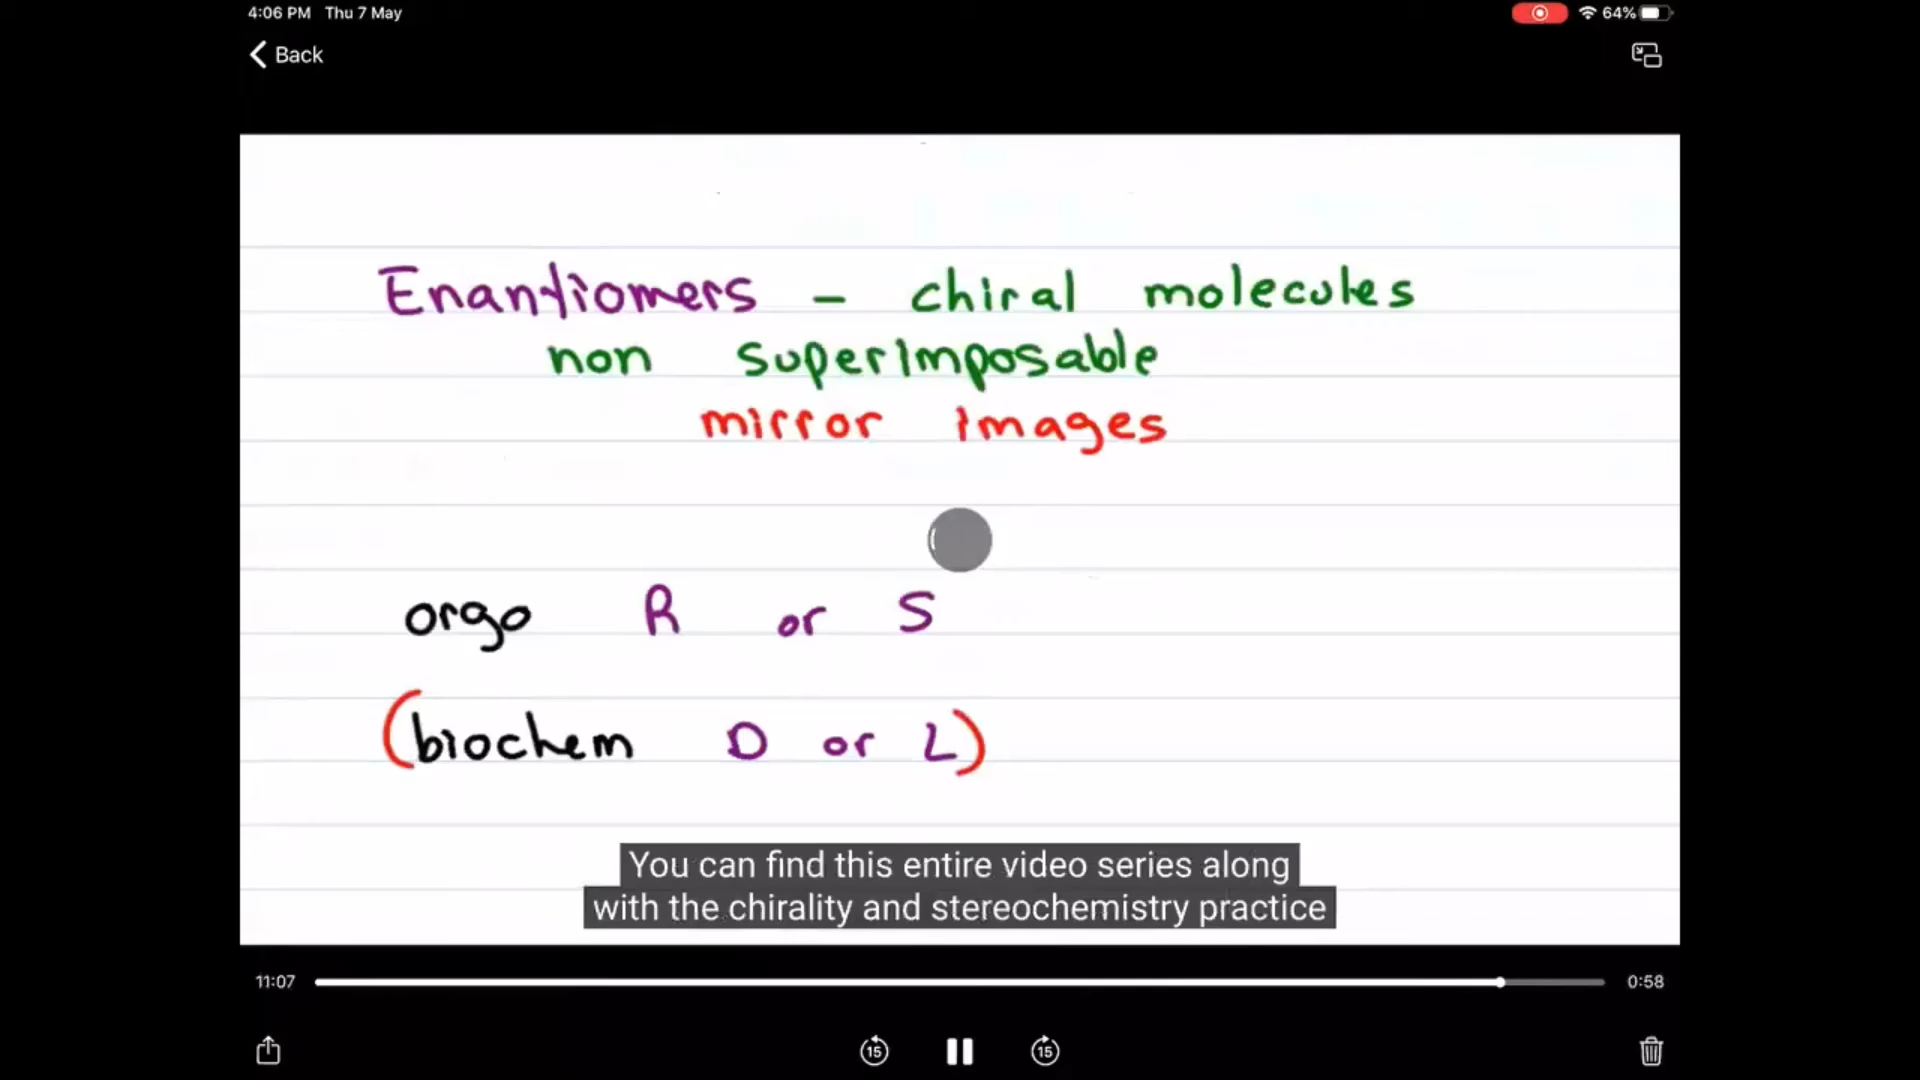 4:06 PM Thu 7 May
64%
Back
Enantiomers - chiral molecules
non superimposable
mirror images
orgo R or S
(biochem D or L)
You can find this entire video series along
with the chirality and stereochemistry practice
11:07
0:58
15
15